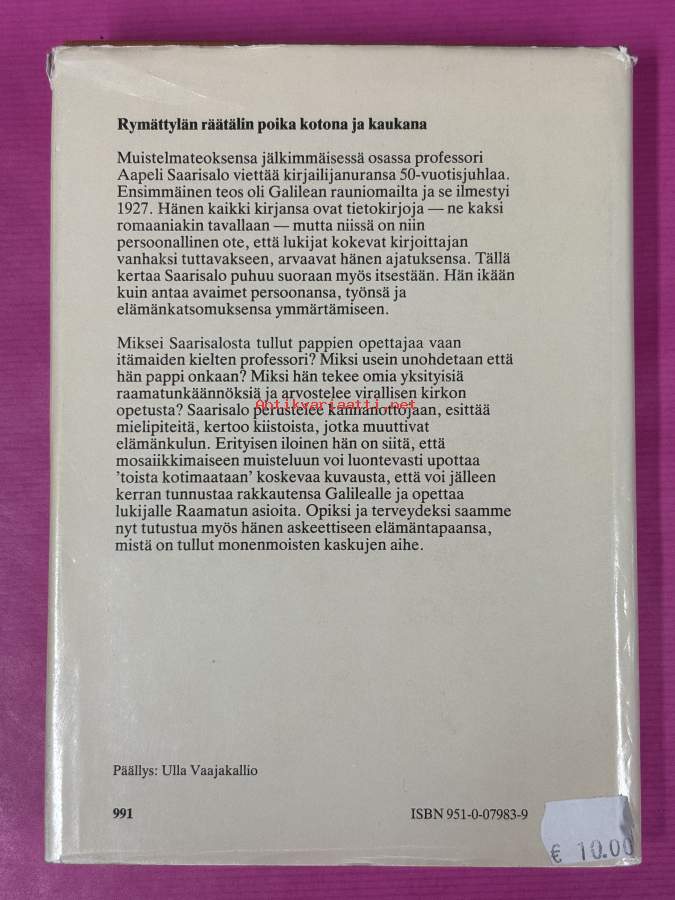 Rymättylän räätälin poika kotona ja kaukana
Muistelmateoksensa jälkimmäisessä osassa professori
Aapeli Saarisalo viettää kirjailijanuransa 50-vuotisjuhlaa.
Ensimmäinen teos oli Galilean rauniomailta ja se ilmestyi
1927. Hänen kaikki kirjansa ovat tietokirjoja — ne kaksi
romaaniakin tavallaan — mutta niissä on niin
persoonallinen ote, että lukijat kokevat kirjoittajan
vanhaksi tuttavakseen, arvaavat hänen ajatuksensa. Tällä
kertaa Saarisalo puhuu suoraan myös itsestään. Hän ikään
kuin antaa avaimet persoonansa, työnsä ja
elämänkatsomuksensa ymmärtämiseen.
Miksei Saarisalosta tullut pappien opettajaa vaan
itämaiden kielten professori? Miksi usein unohdetaan että
hän pappi onkaan? Miksi hän tekee omia yksityisiä
raamatunkäännöksiä ja arvostelee virallisen kirkon
Antikvariaatti.net
opetusta? Saarisalo perustelee kannanottojaan, esittää
mielipiteitä, kertoo kiistoista, jotka muuttivat
elämänkulun. Erityisen iloinen hän on siitä, että
mosaiikkimaiseen muisteluun voi luontevasti upottaa
’toista kotimaataan’ koskevaa kuvausta, että voi jälleen
kerran tunnustaa rakkautensa Galilealle ja opettaa
lukijalle Raamatun asioita. Opiksi ja terveydeksi saamme
nyt tutustua myös hänen askeettiseen elämäntapaansa,
mistä on tullut monenmoisten kaskujen aihe.
Päällys: Ulla Vaajakallio
991
ISBN 951-0-07983-9
€ 10.00